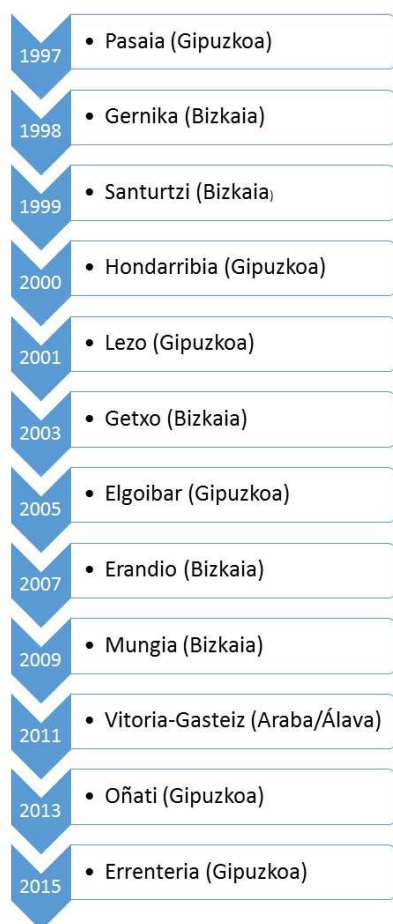 1997
• Pasaia (Gipuzkoa)
1998
• Gernika (Bizkaia)
1999
• Santurtzi (Bizkaia)
2000
• Hondarribia (Gipuzkoa)
2001
• Lezo (Gipuzkoa)
2003
• Getxo (Bizkaia)
2005
• Elgoibar (Gipuzkoa)
2007
• Erandio (Bizkaia)
2009
• Mungia (Bizkaia)
2011
• Vitoria-Gasteiz (Araba/Álava)
2013
• Oñati (Gipuzkoa)
2015
• Errenteria (Gipuzkoa)